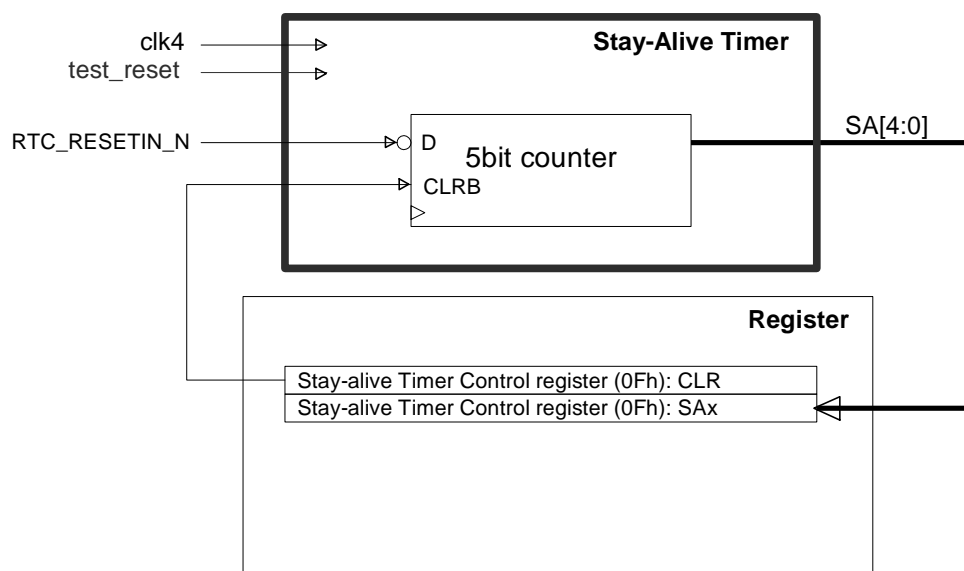 clk4
Stay-Alive Timer
test_reset
SA[4:0]
RTC_RESETIN_N
D
5bit counter
CLRB
Register
Stay-alive Timer Control register (0Fh): CLR
Stay-alive Timer Control register (0Fh): SAx